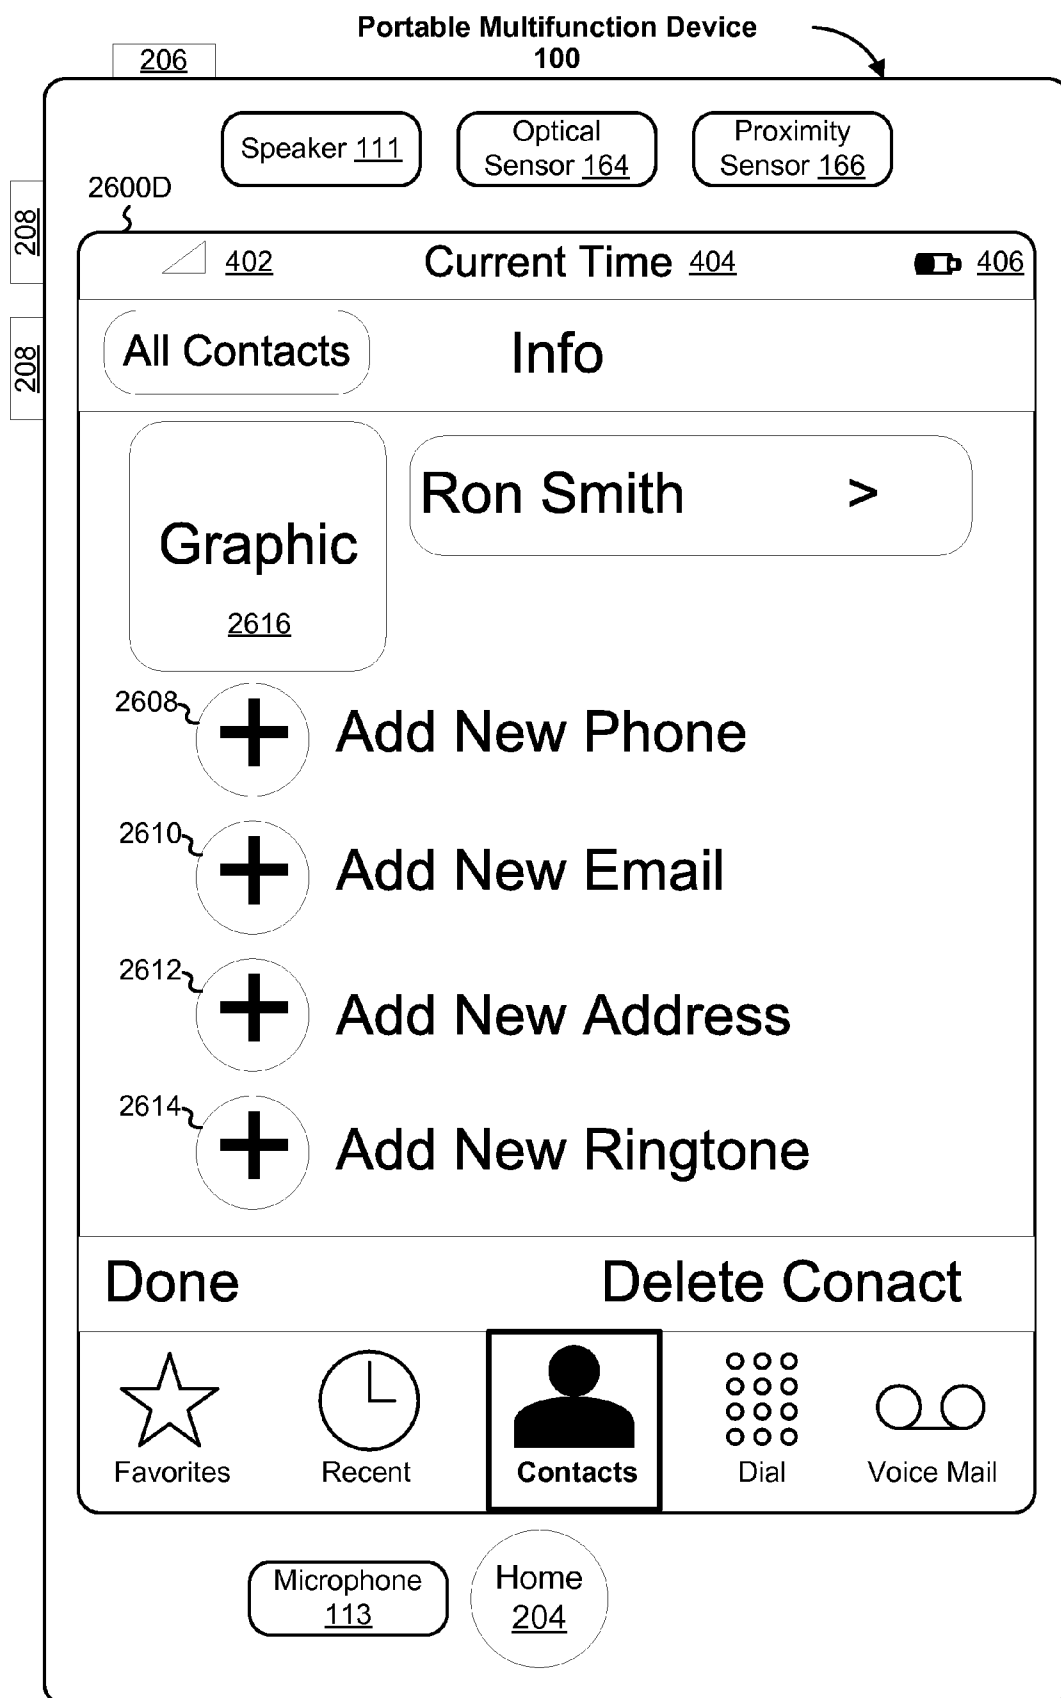 Portable Multifunction Device
100
206
Speaker 111
Optical
Sensor 164
Proximity
Sensor 166
2600D
208
208
402
Current Time 404
406
All Contacts
Info
Ron Smith >
Graphic
2616
2608
Add New Phone
2610
Add New Email
2612
Add New Address
2614
Add New Ringtone
Done
Delete Conact
Favorites
Recent
Contacts
Dial
Voice Mail
Microphone
113
Home
204